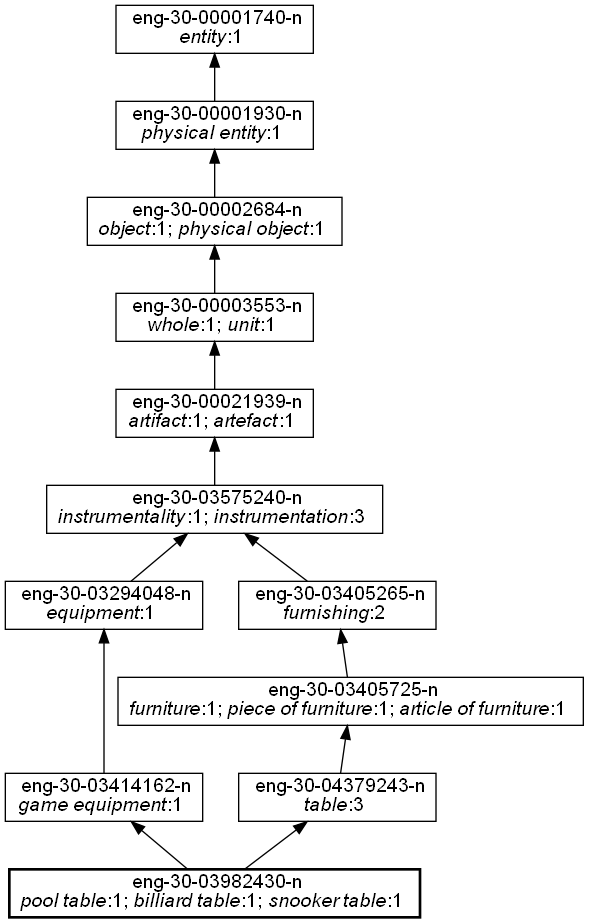 eng-30-00001740-n
entity:1
eng-30-00001930-n
physical entity:1
eng-30-00002684-n
object:1; physical object:1
eng-30-00003553-n
whole:1; unit:1
eng-30-00021939-n
artifact:1; artefact:1
eng-30-03575240-n
instrumentality:1; instrumentation:3
eng-30-03294048-n
equipment:1
eng-30-03405265-n
furnishing:2
eng-30-03405725-n
furniture:1; piece of furniture:1; article of furniture:1
eng-30-03414162-n
game equipment:1
eng-30-04379243-n
table:3
eng-30-03982430-n
pool table:1; billiard table:1; snooker table:1